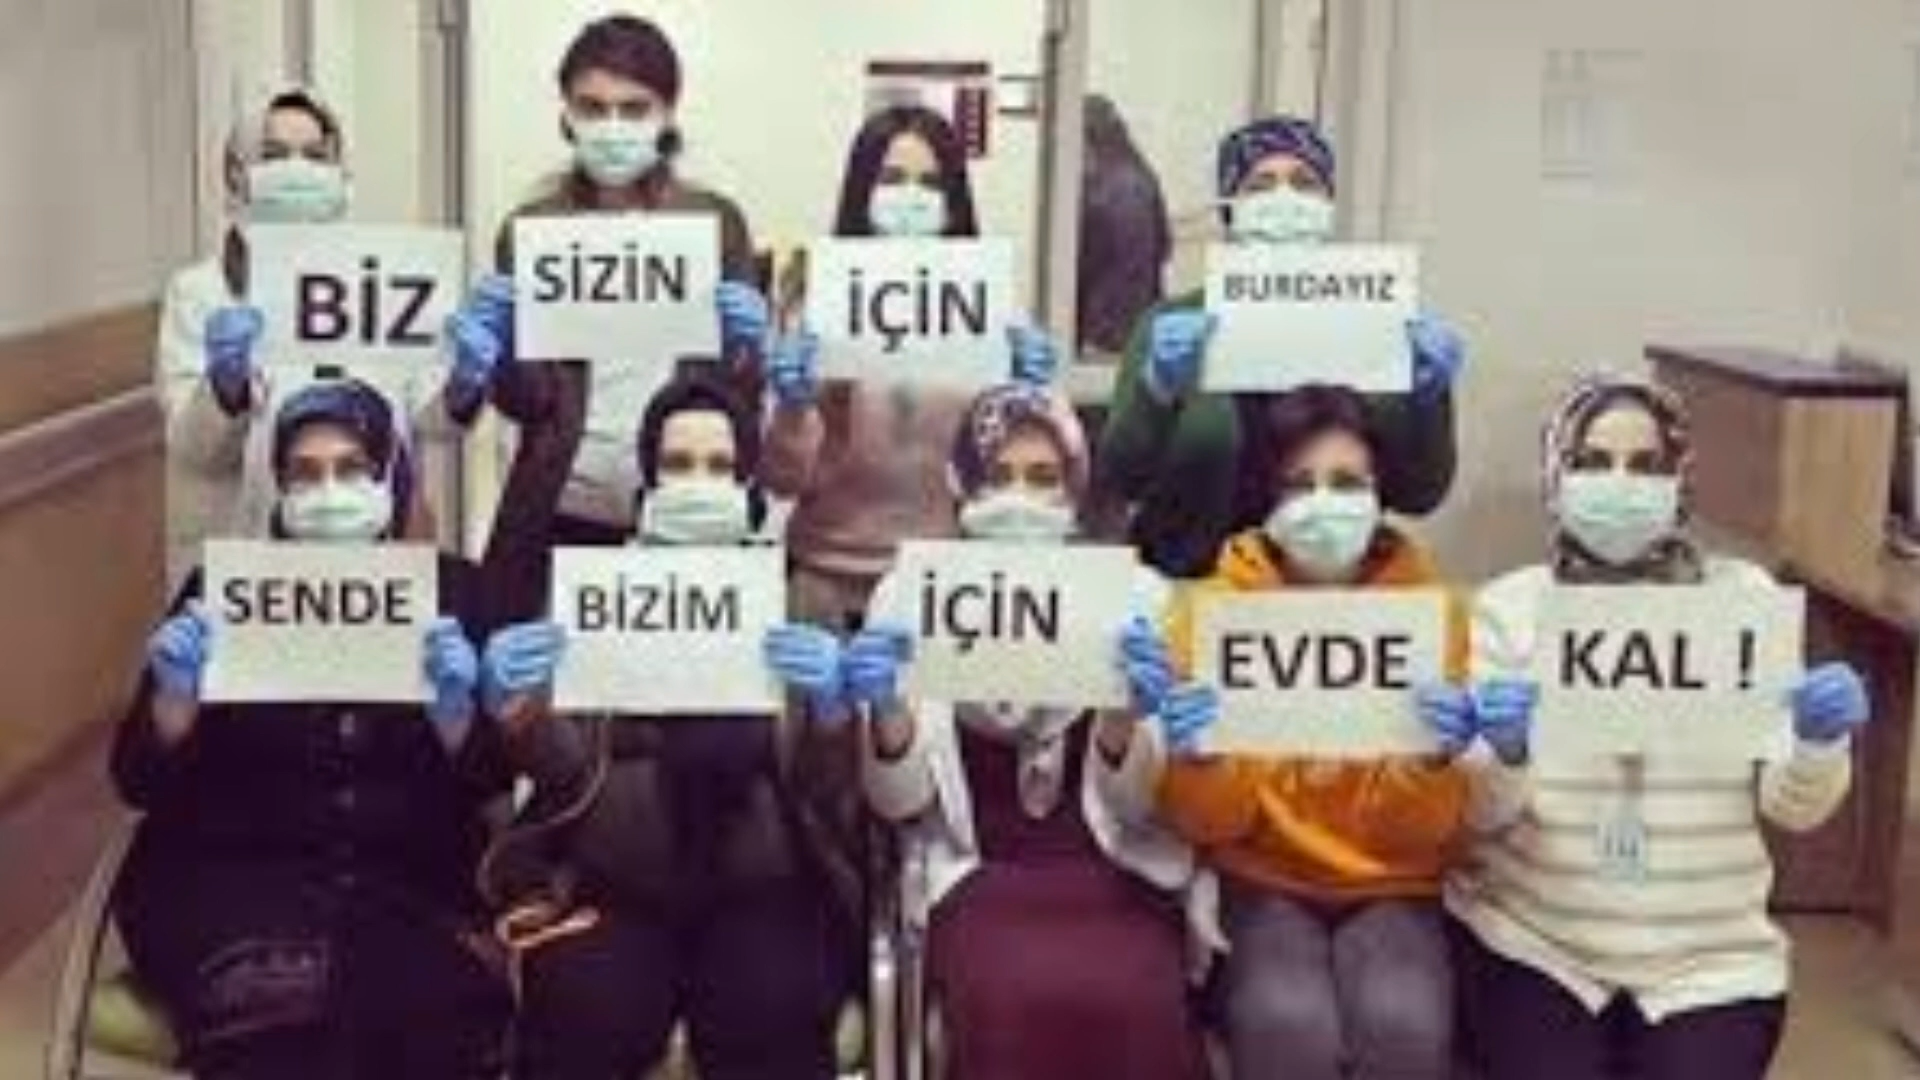 BİZ SİZİN İÇİN BURDAYIZ
SENDE BİZİM İÇİN EVDE KAL !